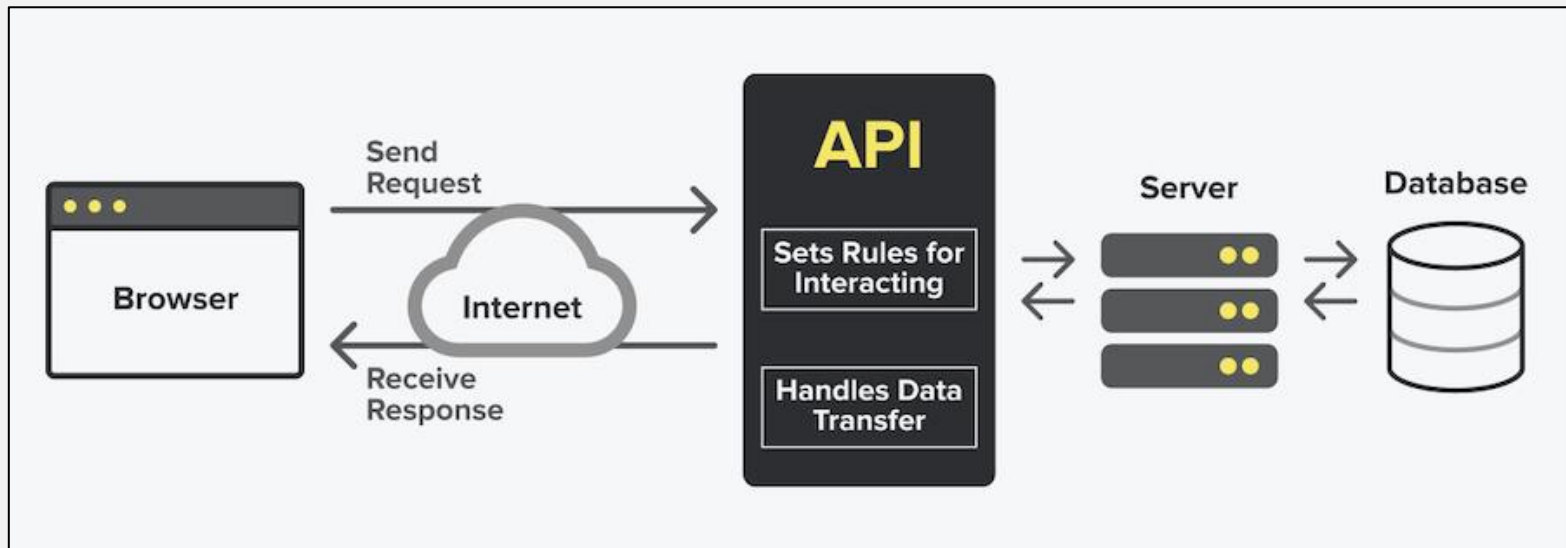 Send
Request
Browser
Internet
Receive
Response
API
Sets Rules for
Interacting
Handles Data
Transfer
Server
Database